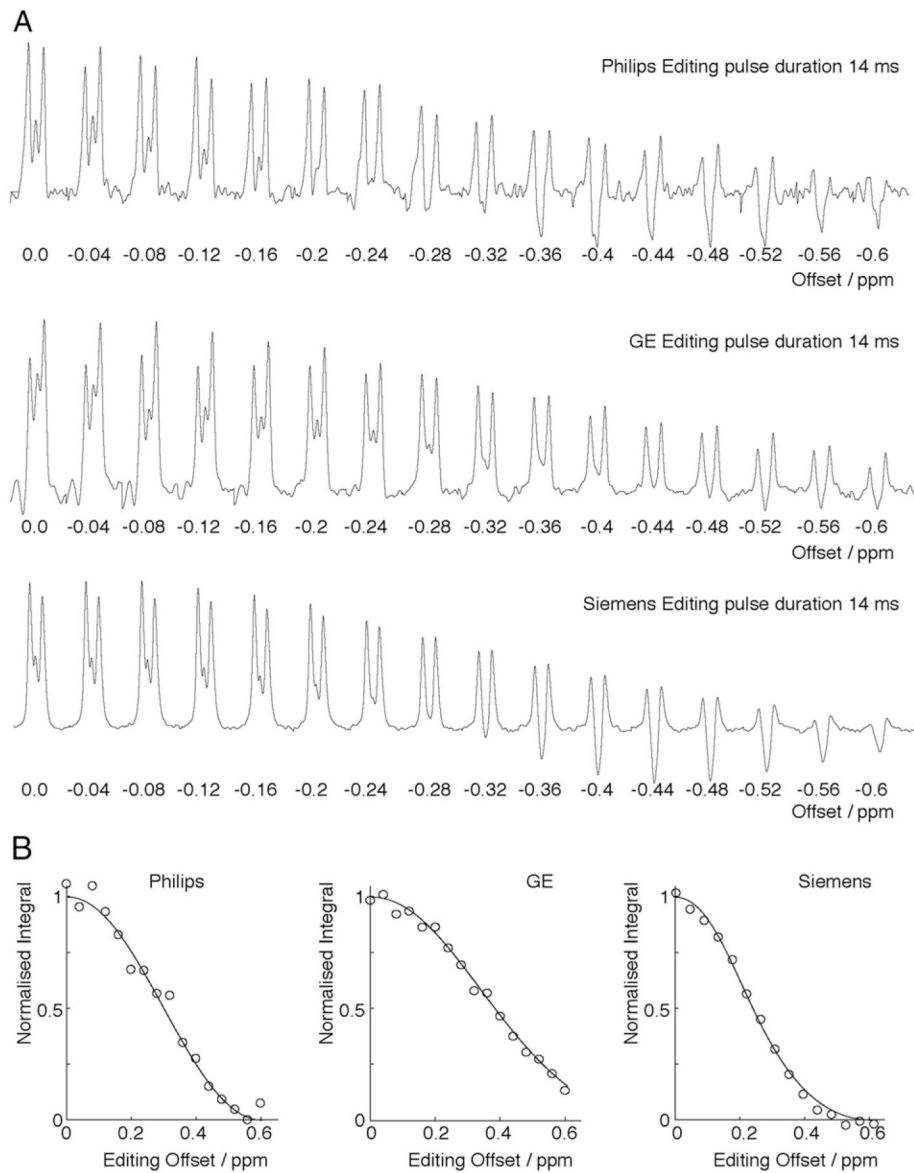 A
Philips Editing pulse duration 14 ms
0.0 -0.04 -0.08 -0.12 -0.16 -0.2 -0.24 -0.28 -0.32 -0.36 -0.4 -0.44 -0.48 -0.52 -0.56 -0.6
Offset / ppm
GE Editing pulse duration 14 ms
0.0 -0.04 -0.08 -0.12 -0.16 -0.2 -0.24 -0.28 -0.32 -0.36 -0.4 -0.44 -0.48 -0.52 -0.56 -0.6
Offset / ppm
Siemens Editing pulse duration 14 ms
0.0 -0.04 -0.08 -0.12 -0.16 -0.2 -0.24 -0.28 -0.32 -0.36 -0.4 -0.44 -0.48 -0.52 -0.56 -0.6
Offset / ppm
B
Philips
Normalised Integral
1
0.5
0
0 0.2 0.4 0.6
Editing Offset / ppm
GE
Normalised Integral
1
0.5
0
0 0.2 0.4 0.6
Editing Offset / ppm
Siemens
Normalised Integral
1
0.5
0
0 0.2 0.4 0.6
Editing Offset / ppm